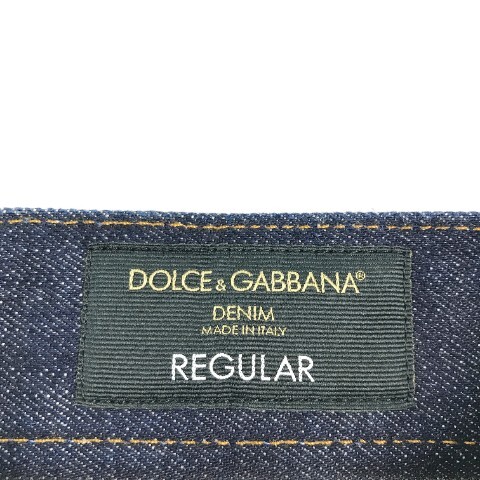 DOLCE & GABBANA®
DENIM
MADE IN ITALY
REGULAR